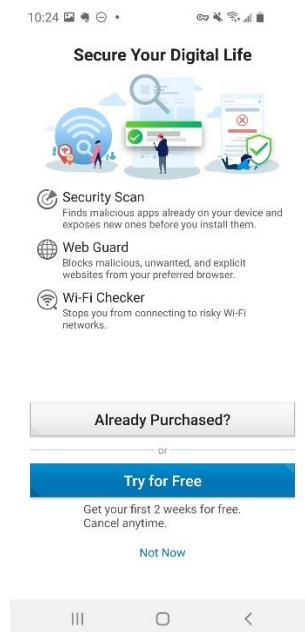 10:24
Secure Your Digital Life
Security Scan
Finds malicious apps already on your device and
exposes new ones before you install them.
Web Guard
Blocks malicious, unwanted, and explicit
websites from your preferred browser.
Wi-Fi Checker
Stops you from connecting to risky Wi-Fi
networks.
Already Purchased?
or
Try for Free
Get your first 2 weeks for free.
Cancel anytime.
Not Now